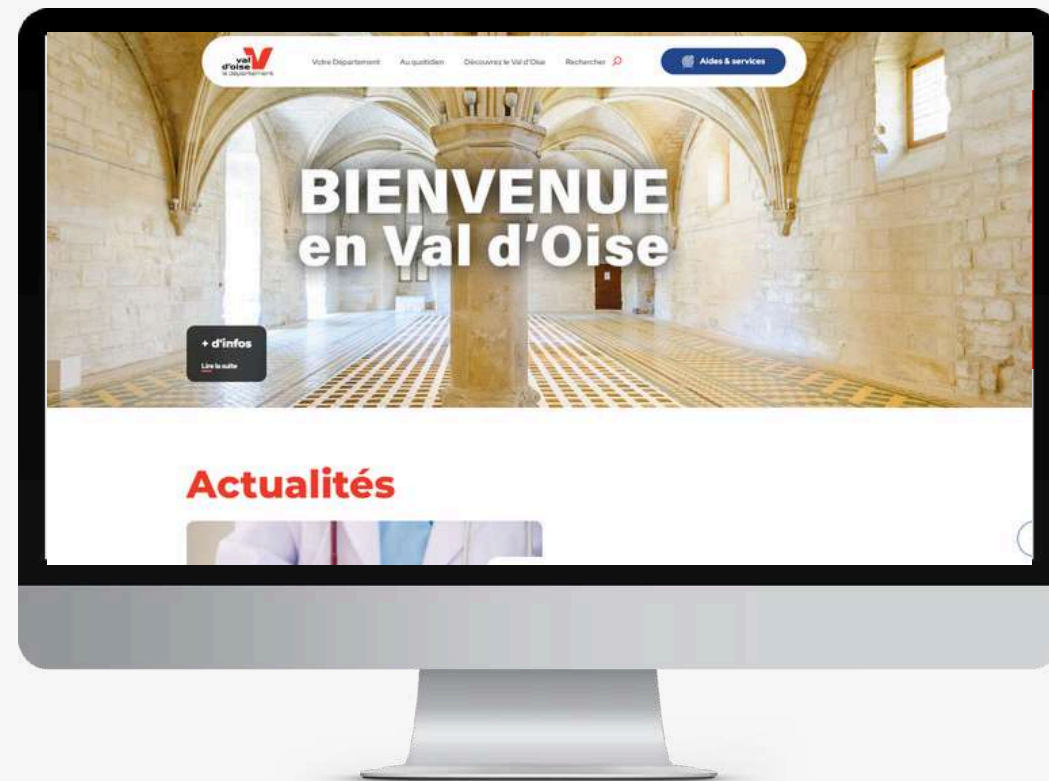 val
d'oise
le département
Votre Département
Au quotidien
Découvrez le Val d'Oise
Rechercher
Aides & services
BIENVENUE
en Val d'Oise
+ d'infos
Lire la suite
Actualités